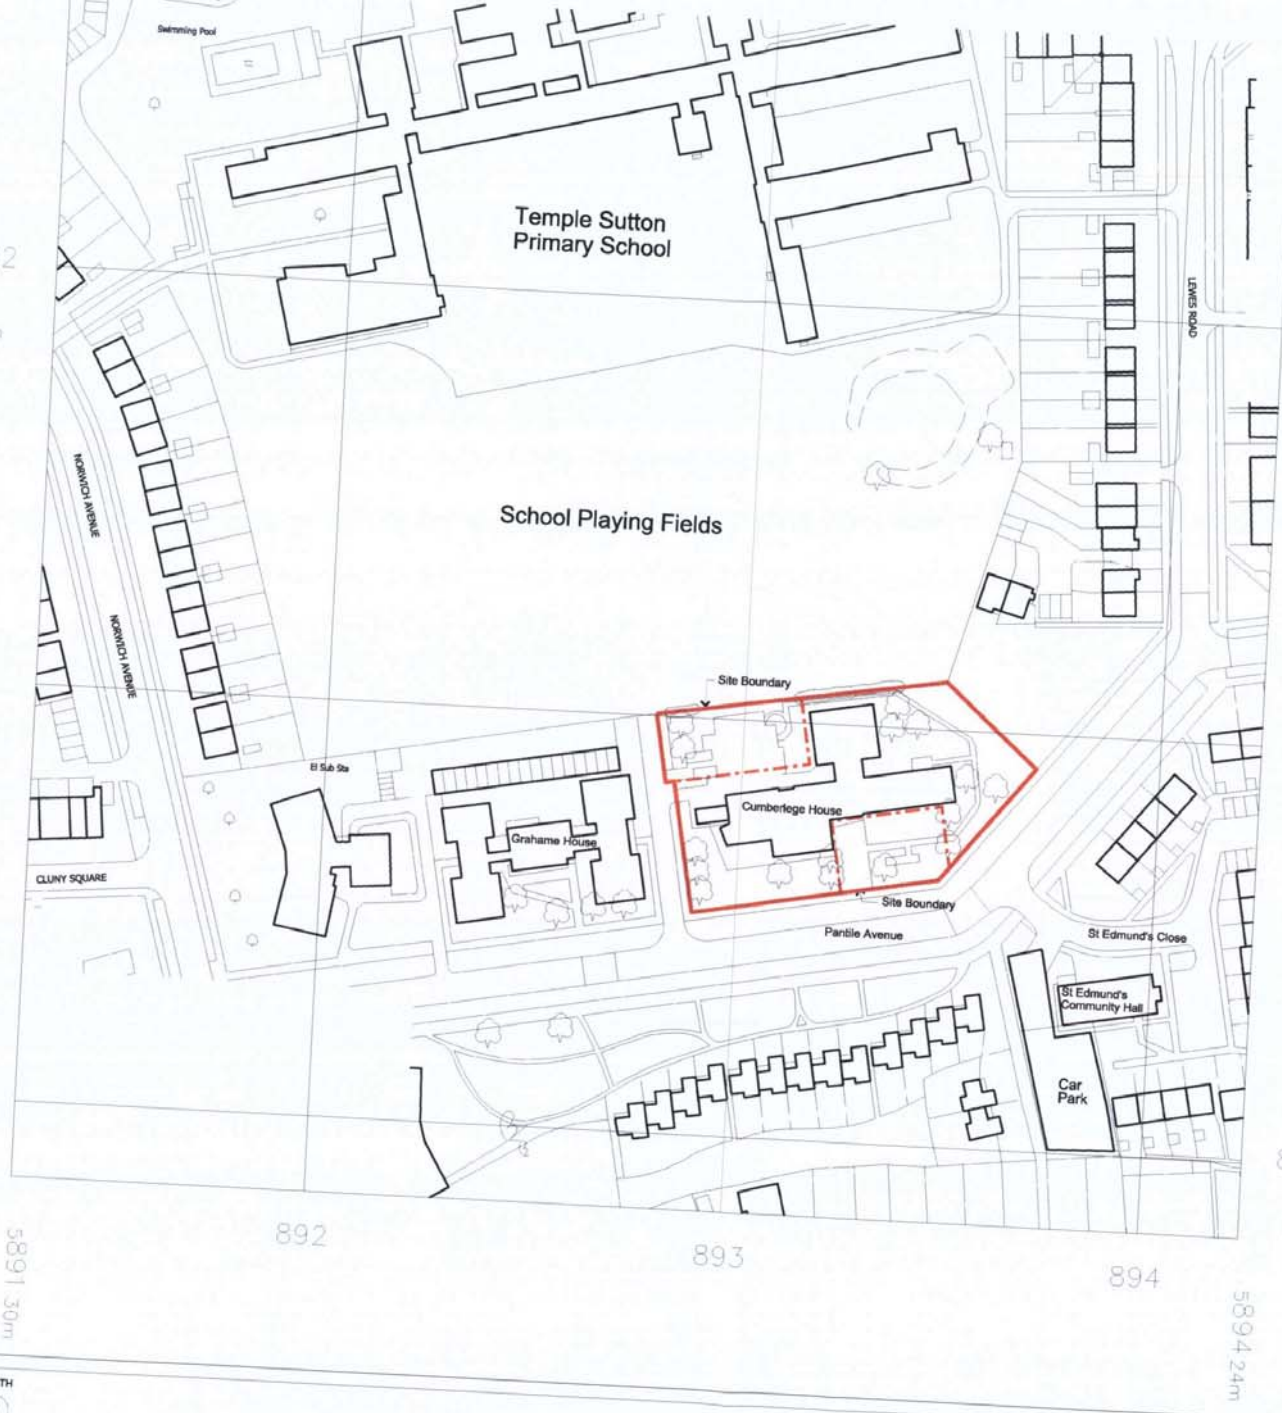 Swimming Pool
Temple Sutton
Primary School
2
LEWES ROAD
NORWICH AVENUE
School Playing Fields
NORWICH AVENUE
Site Boundary
El Sub Sta
Cumberlege House
Grahame House
CLUNY SQUARE
Site Boundary
Pantile Avenue
St Edmund's Close
St Edmund's
Community Hall
Car
Park
892
893
894
5891 30m
5894.24m
TH